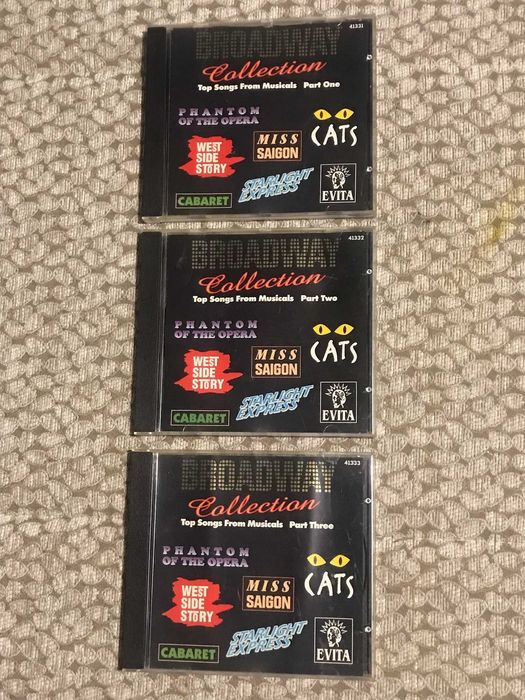 41331
BROADWAY
Collection
Top Songs From Musicals Part One
PHANTOM
OF THE OPERA
CATS
WEST
SIDE
STORY
MISS
SAIGON
CABARET
STARLIGHT
EXPRESS
EVITA
41332
BROADWAY
Collection
Top Songs From Musicals Part Two
PHANTOM
OF THE OPERA
CATS
WEST
SIDE
STORY
MISS
SAIGON
CABARET
STARLIGHT
EXPRESS
EVITA
41333
BROADWAY
Collection
Top Songs From Musicals Part Three
PHANTOM
OF THE OPERA
CATS
WEST
SIDE
STORY
MISS
SAIGON
CABARET
STARLIGHT
EXPRESS
EVITA